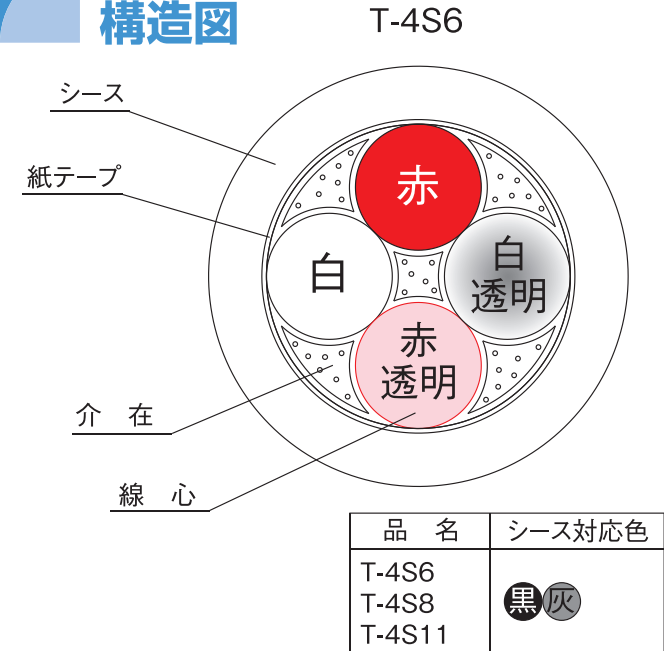 構造図
T-4S6
シース
紙テープ
赤
白
白
透明
赤
透明
介 在
線 心
品 名 シース対応色
T-4S6
T-4S8
T-4S11
黒 灰